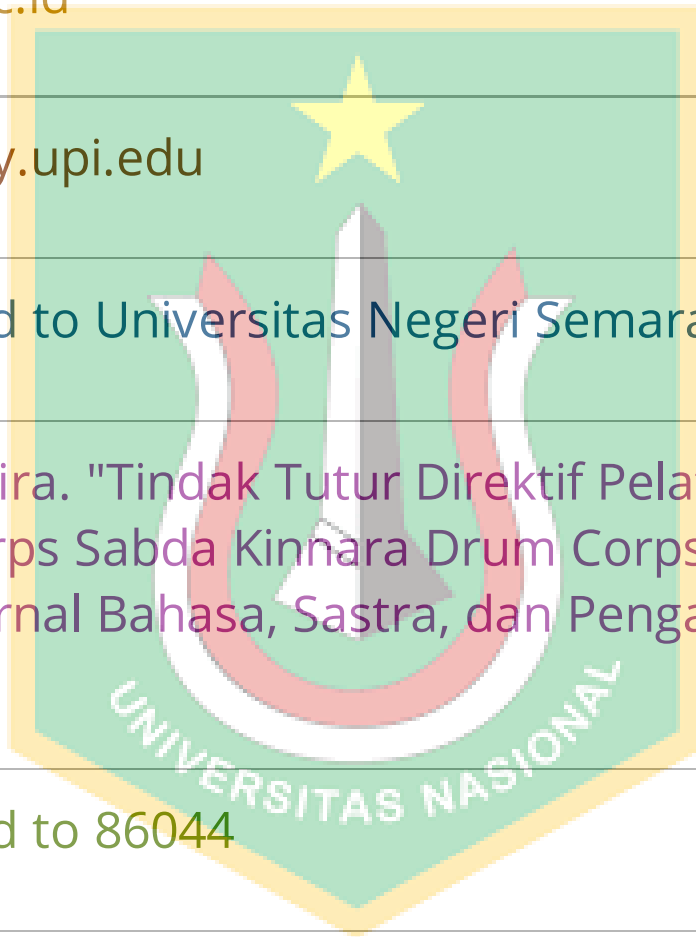 c.id
y.upi.edu
d to Universitas Negeri Semara
ira. "Tindak Tutur Direktif Pela
rps Sabda Kinnara Drum Corps
rnal Bahasa, Sastra, dan Penga
UNIVERSITAS NASIONAL
d to 86044